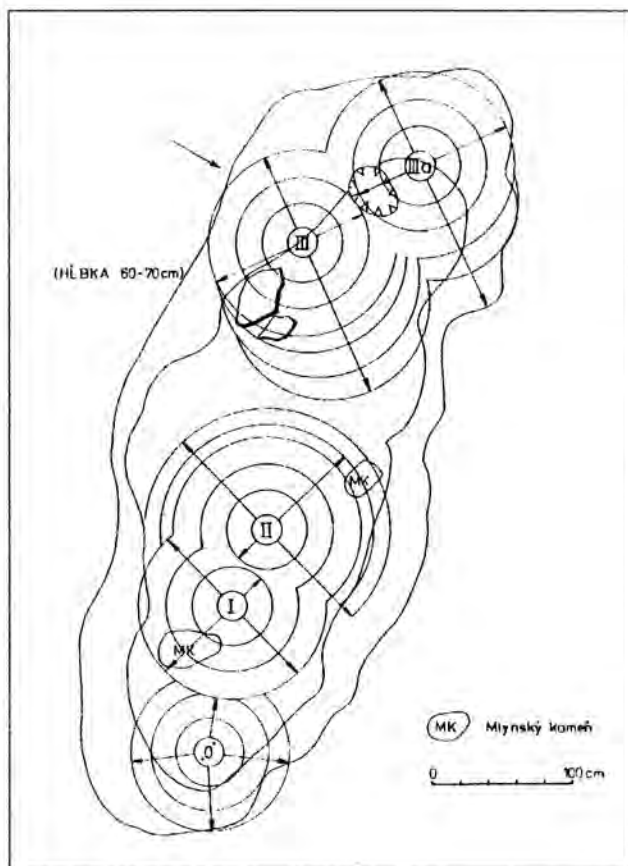 IIIa
III
(HĹBKA 60-70cm)
MK
II
I
MK
"0"
MK Mlynský kameň
0 100 cm